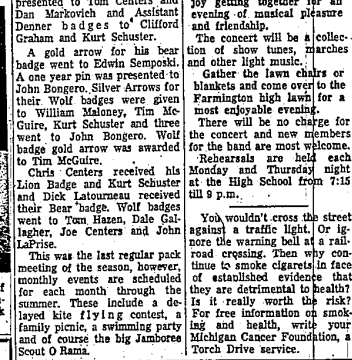 presented to Tom Centers and
Dan Markovich and Assistant
Denner badges to Clifford
Graham and Kurt Schuster.
A gold arrow for his bear
badge went to Edwin Semposki.
A one year pin was presented to
John Bongero. Silver Arrows for
their Wolf badges were given
to William Maloney, Tim Mc-
Guire, Kurt Schuster and three
went to John Bongero. Wolf
badge gold arrow was awarded
to Tim McGuire.
Chris Centers received his
Lion Badge and Kurt Schuster
and Dick Latourneau received
their Bear badge. Wolf badges
went to Tom Hazen, Dale Gal-
lagher, Joe Centers and John
LaPrise.
This was the last regular pack
meeting of the season, however,
monthly events are scheduled
for each month through the
summer. These include a de-
layed kite flying contest, a
family picnic, a swimming party
and of course the big Jamboree
Scout O Rama.
joy getting together for an
evening of musical pleasure
and friendship.
The concert will be a collec-
tion of show tunes, marches
and other light music.
Gather the lawn chairs or
blankets and come over to the
Farmington high lawn for a
most enjoyable evening.
There will be no charge for
the concert and new members
for the band are most welcome.
Rehearsals are held each
Monday and Thursday night
at the High School from 7:15
till 9 p.m.
You wouldn't cross the street
against a traffic light. Or ig-
nore the warning bell at a rail-
road crossing. Then why con-
tinue to smoke cigarets in face
of established evidence that
they are detrimental to health?
Is it really worth the risk?
For free information on smok-
ing and health, write your
Michigan Cancer Foundation, a
Torch Drive service.